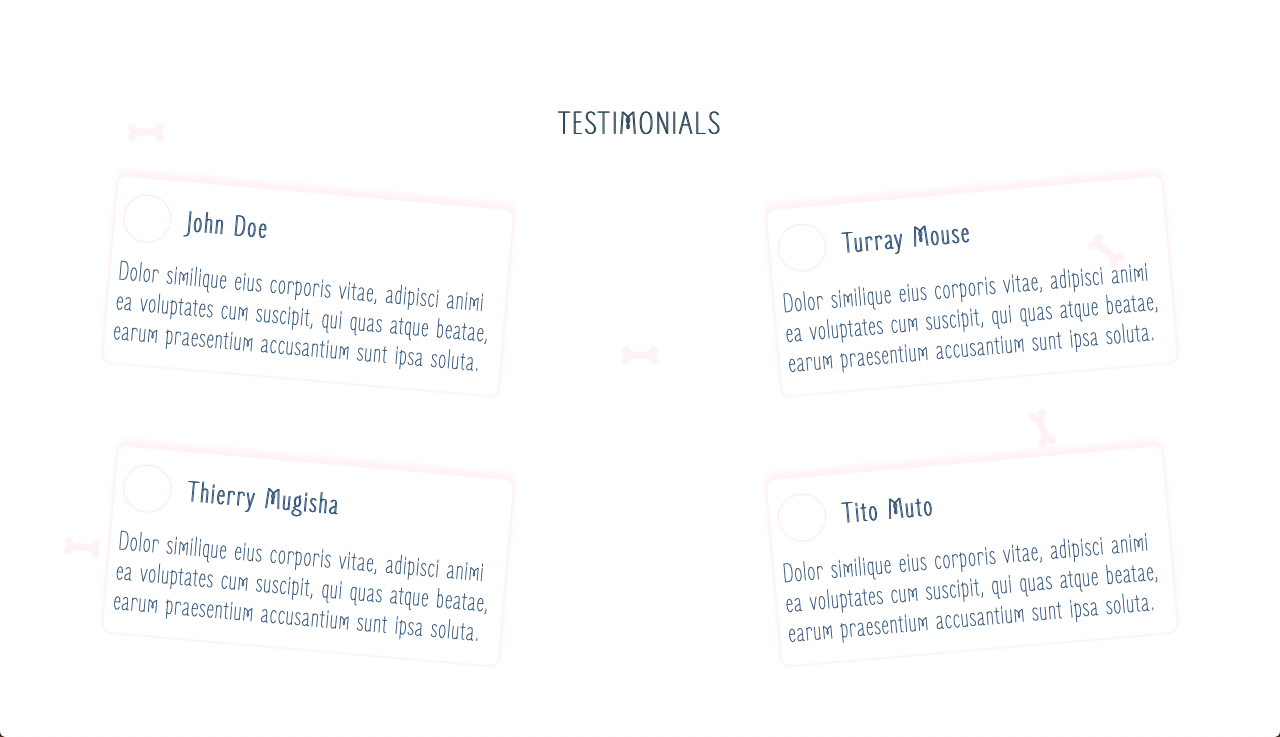 TESTIMONIALS
John Doe
Dolor similique eius corporis vitae, adipisci animi
ea voluptates cum suscipit, qui quas atque beatae,
earum praesentium accusantium sunt ipsa soluta.
Turray Mouse
Dolor similique eius corporis vitae, adipisci animi
ea voluptates cum suscipit, qui quas atque beatae,
earum praesentium accusantium sunt ipsa soluta.
Thierry Mugisha
Dolor similique eius corporis vitae, adipisci animi
ea voluptates cum suscipit, qui quas atque beatae,
earum praesentium accusantium sunt ipsa soluta.
Tito Muto
Dolor similique eius corporis vitae, adipisci animi
ea voluptates cum suscipit, qui quas atque beatae,
earum praesentium accusantium sunt ipsa soluta.